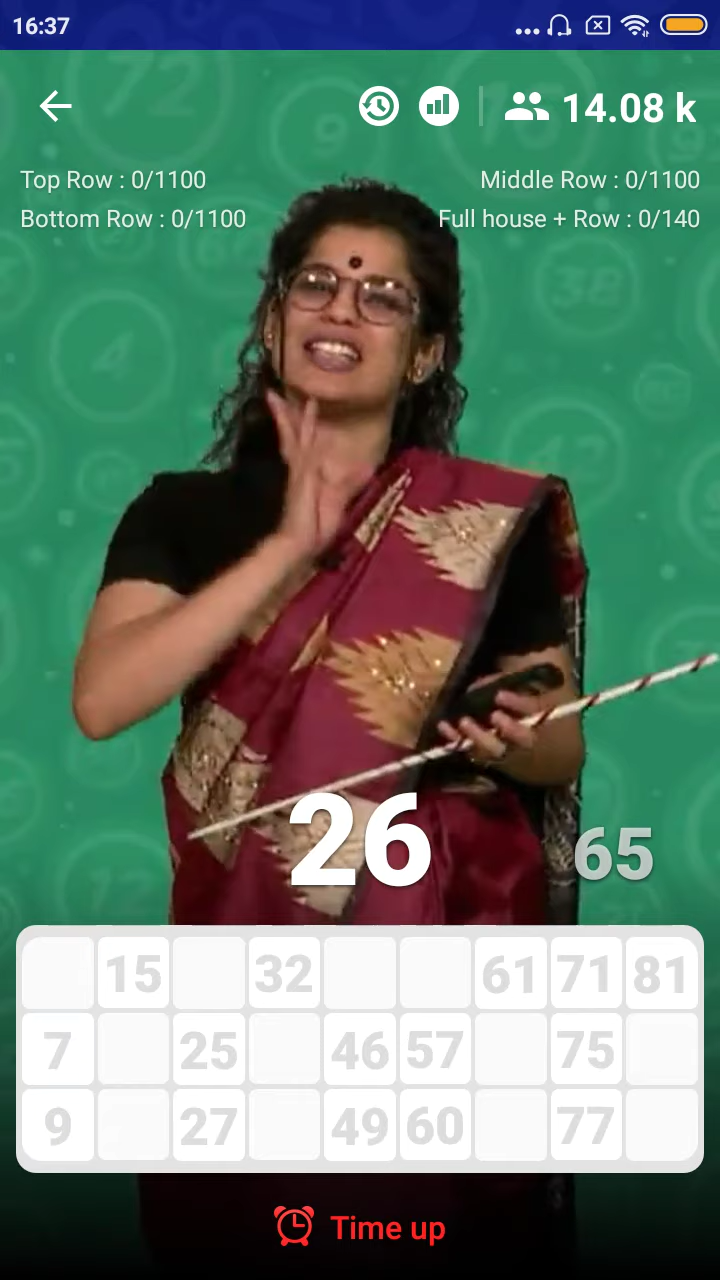 16:37
14.08 k
Top Row : 0/1100 Middle Row : 0/1100
Bottom Row : 0/1100 Full house + Row : 0/140
26 65
15 32 61 71 81
7 25 46 57 75
9 27 49 60 77
Time up